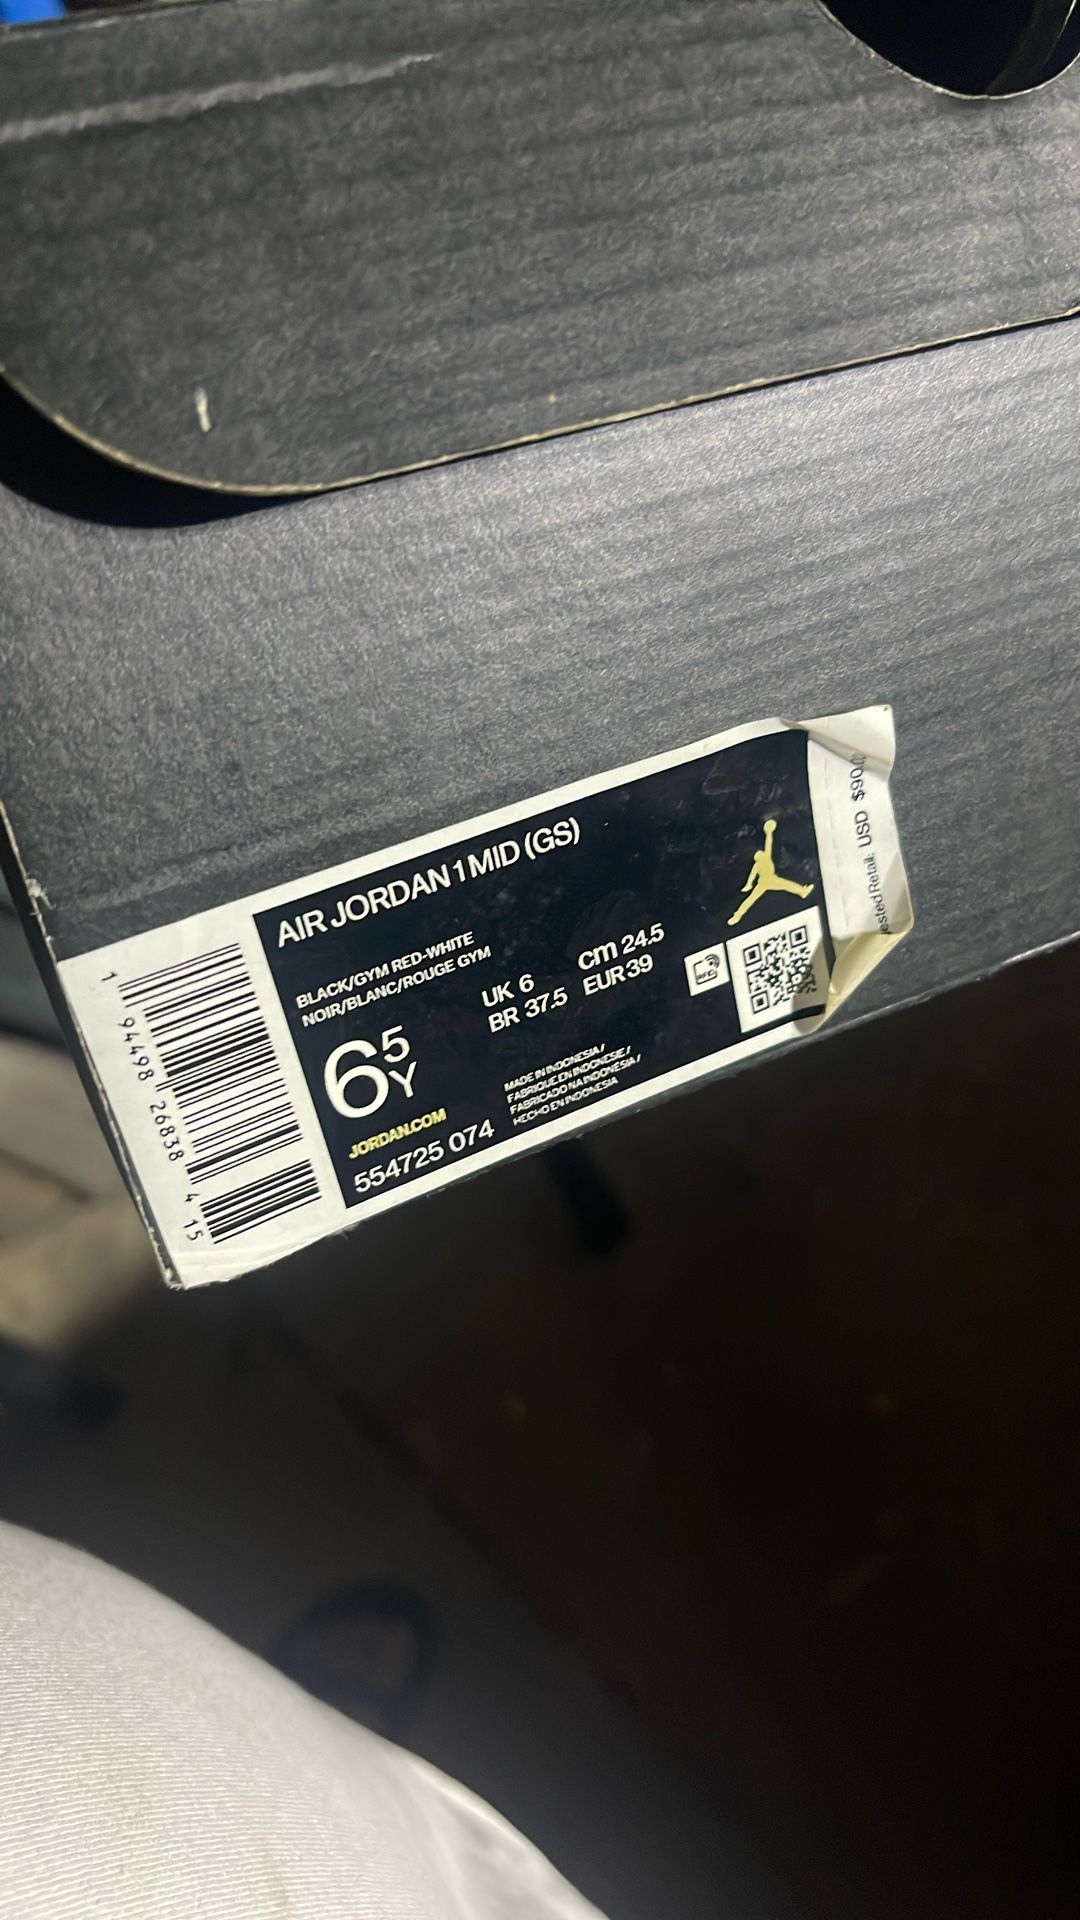 AIR JORDAN 1 MID (GS)
BLACK/GYM RED-WHITE
NOIR/BLANC/ROUGE GYM
6 5 Y
UK 6
BR 37.5
cm 24.5
EUR 39
JORDAN.COM
554725 074
MADE IN INDONESIA /
FABRIQUE EN INDONESIE /
FABRICADO NA INDONESIA /
HECHO EN INDONESIA
1 94498 26838 4 15
Retail: USD $90.0